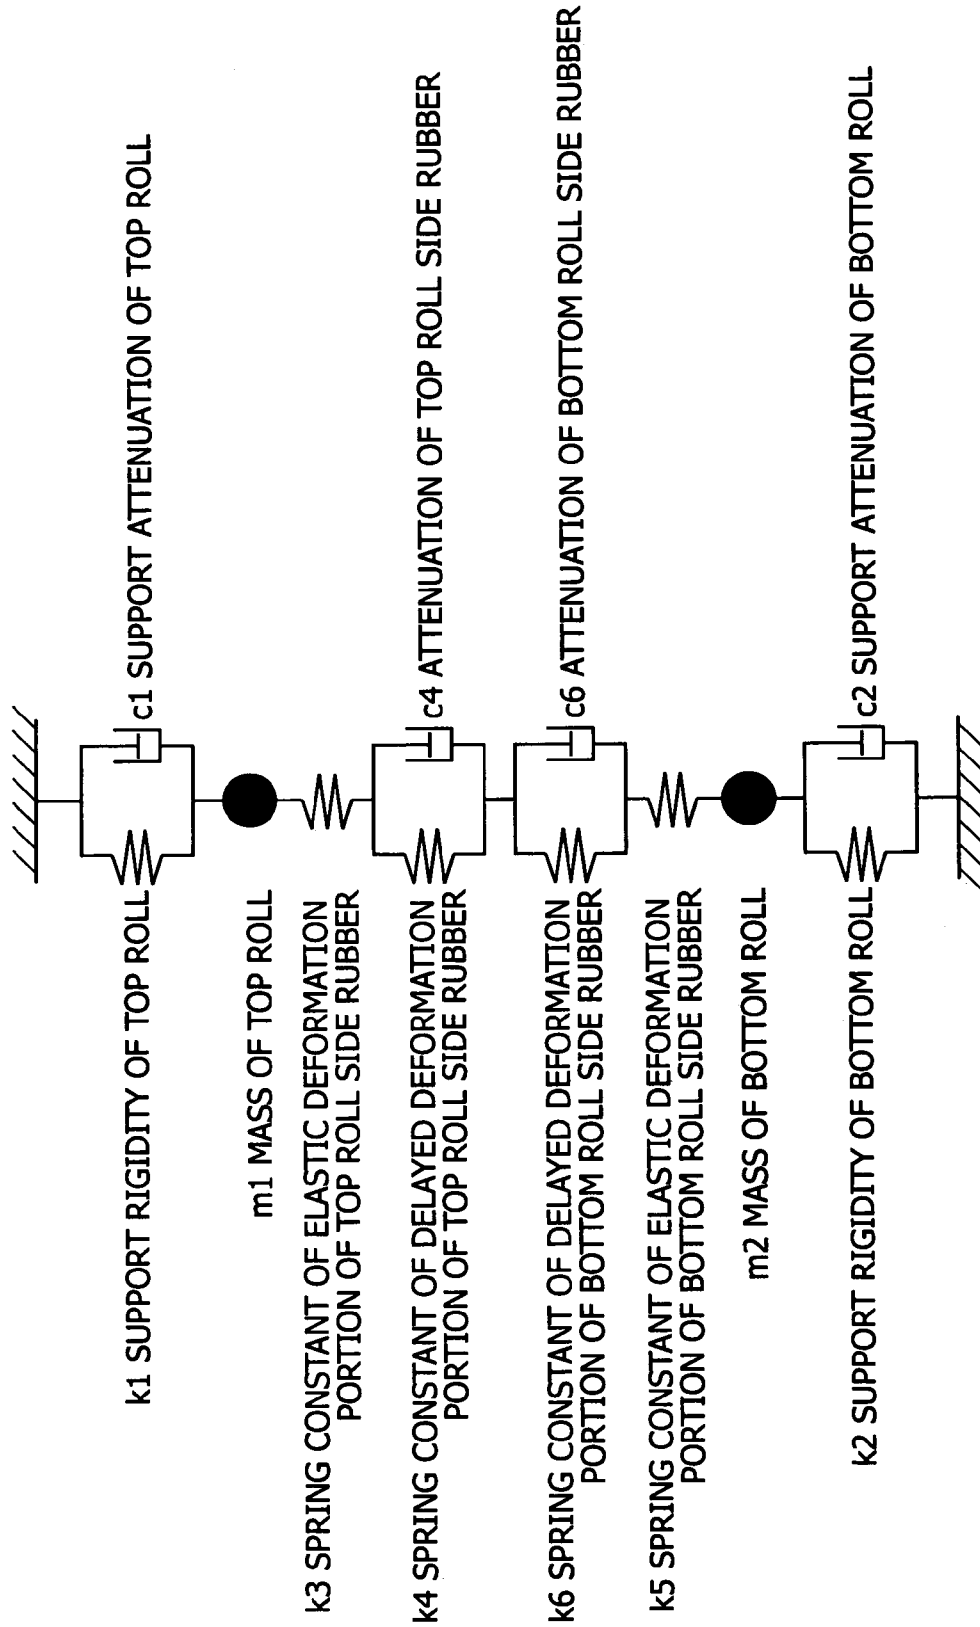 k1 SUPPORT RIGIDITY OF TOP ROLL
c1 SUPPORT ATTENUATION OF TOP ROLL
m1 MASS OF TOP ROLL
k3 SPRING CONSTANT OF ELASTIC DEFORMATION
PORTION OF TOP ROLL SIDE RUBBER
k4 SPRING CONSTANT OF DELAYED DEFORMATION
PORTION OF TOP ROLL SIDE RUBBER
c4 ATTENUATION OF TOP ROLL SIDE RUBBER
k6 SPRING CONSTANT OF DELAYED DEFORMATION
PORTION OF BOTTOM ROLL SIDE RUBBER
c6 ATTENUATION OF BOTTOM ROLL SIDE RUBBER
k5 SPRING CONSTANT OF ELASTIC DEFORMATION
PORTION OF BOTTOM ROLL SIDE RUBBER
m2 MASS OF BOTTOM ROLL
k2 SUPPORT RIGIDITY OF BOTTOM ROLL
c2 SUPPORT ATTENUATION OF BOTTOM ROLL